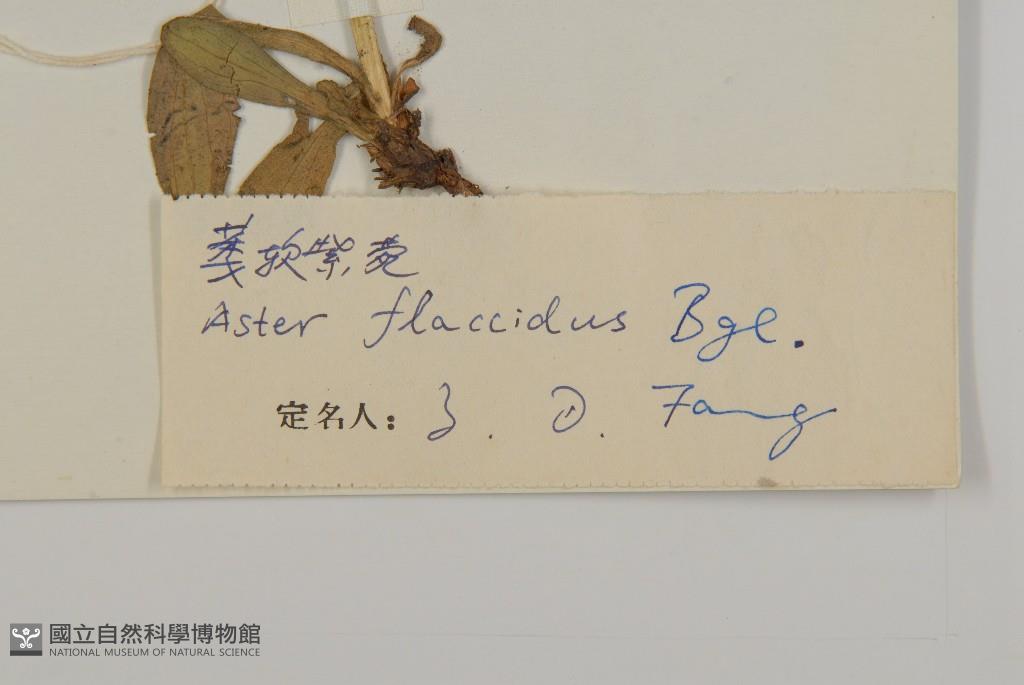 萎软紫菀
Aster flaccidus Bge.
定名人: Z. D. Fang
國立自然科學博物館
NATIONAL MUSEUM OF NATURAL SCIENCE